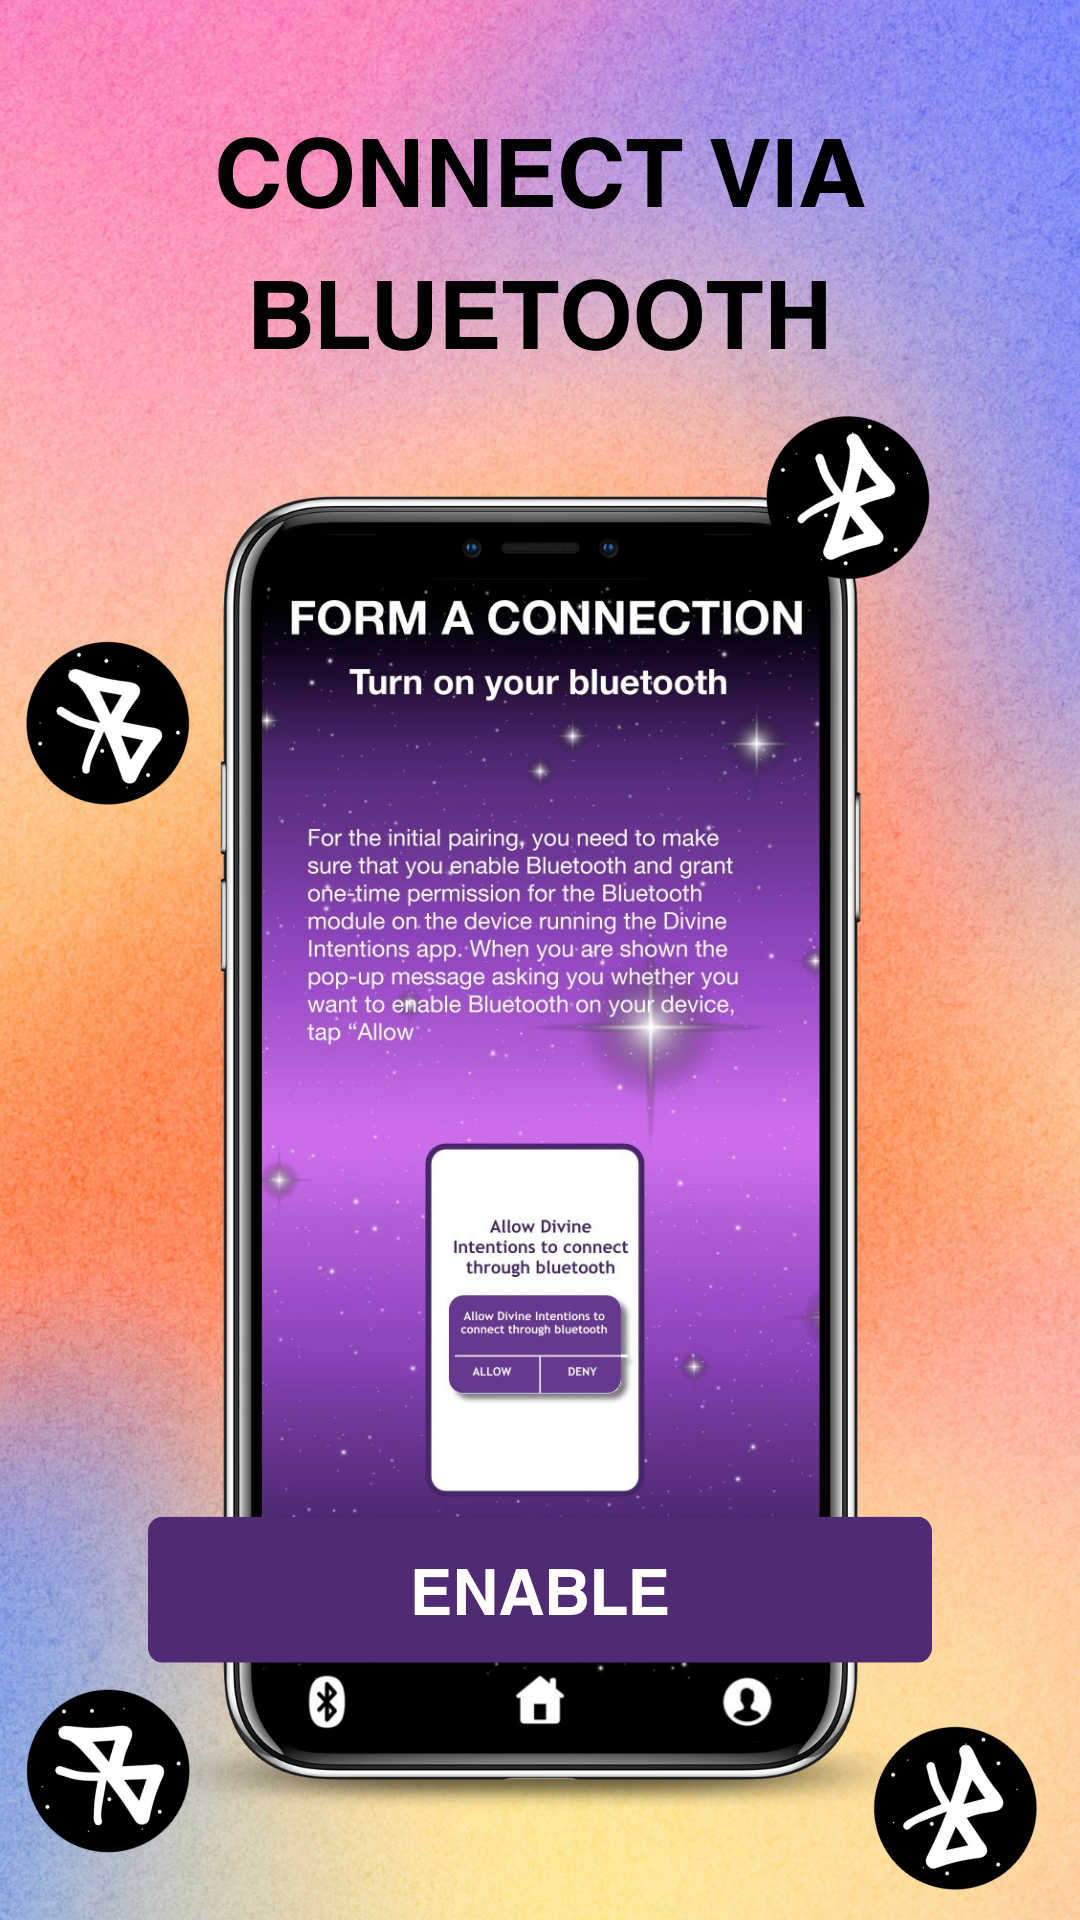 CONNECT VIA
BLUETOOTH
FORM A CONNECTION
Turn on your bluetooth
For the initial pairing, you need to make
sure that you enable Bluetooth and grant
one-time permission for the Bluetooth
module on the device running the Divine
Intentions app. When you are shown the
pop-up message asking you whether you
want to enable Bluetooth on your device,
tap “Allow
Allow Divine
Intentions to connect
through bluetooth
Allow Divine Intentions to
connect through bluetooth
ALLOW DENY
ENABLE